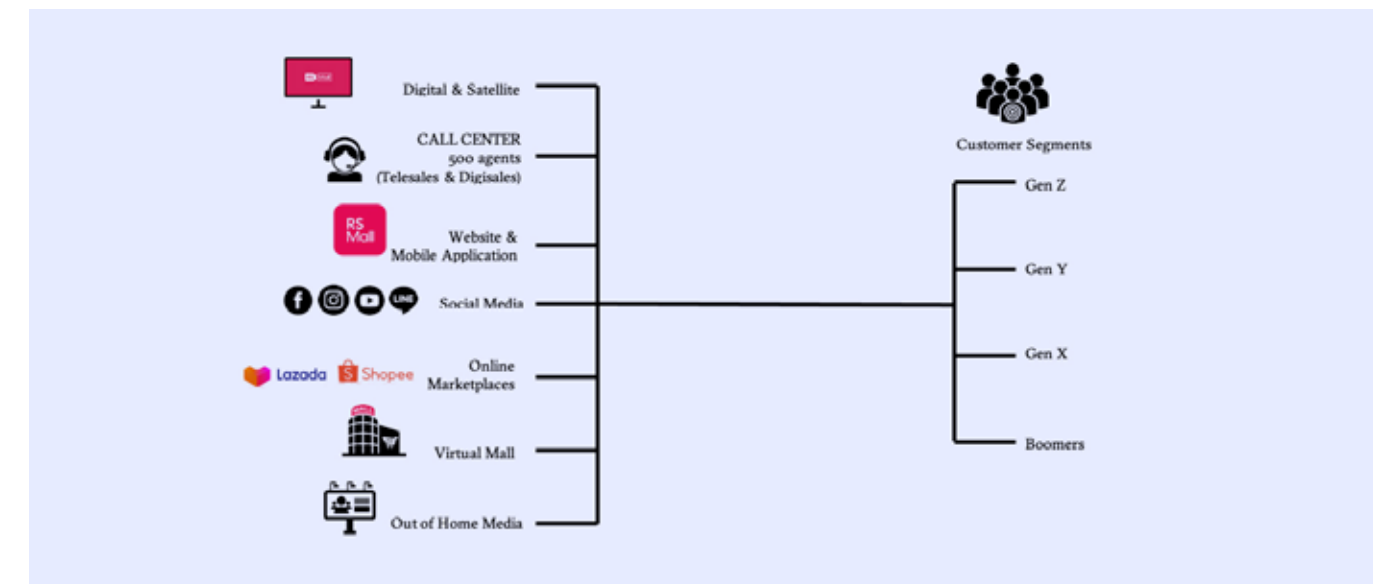 Digital & Satellite
CALL CENTER
500 agents
(Telesales & Digisales)
RS
Mall
Website &
Mobile Application
LINE
Social Media
Lazada
Shopee
Online
Marketplaces
Virtual Mall
Out of Home Media
Customer Segments
Gen Z
Gen Y
Gen X
Boomers